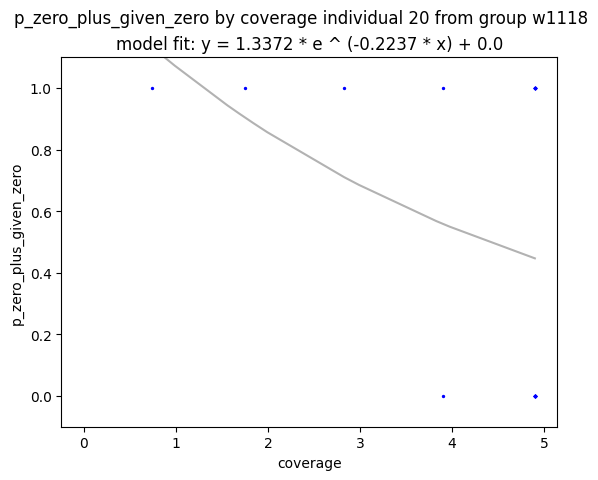 p_zero_plus_given_zero by coverage individual 20 from group w1118
model fit: y = 1.3372 * e ^ (-0.2237 * x) + 0.0
1.0
0.8
0.6
0.4
0.2
0.0
p_zero_plus_given_zero
0 1 2 3 4 5
coverage